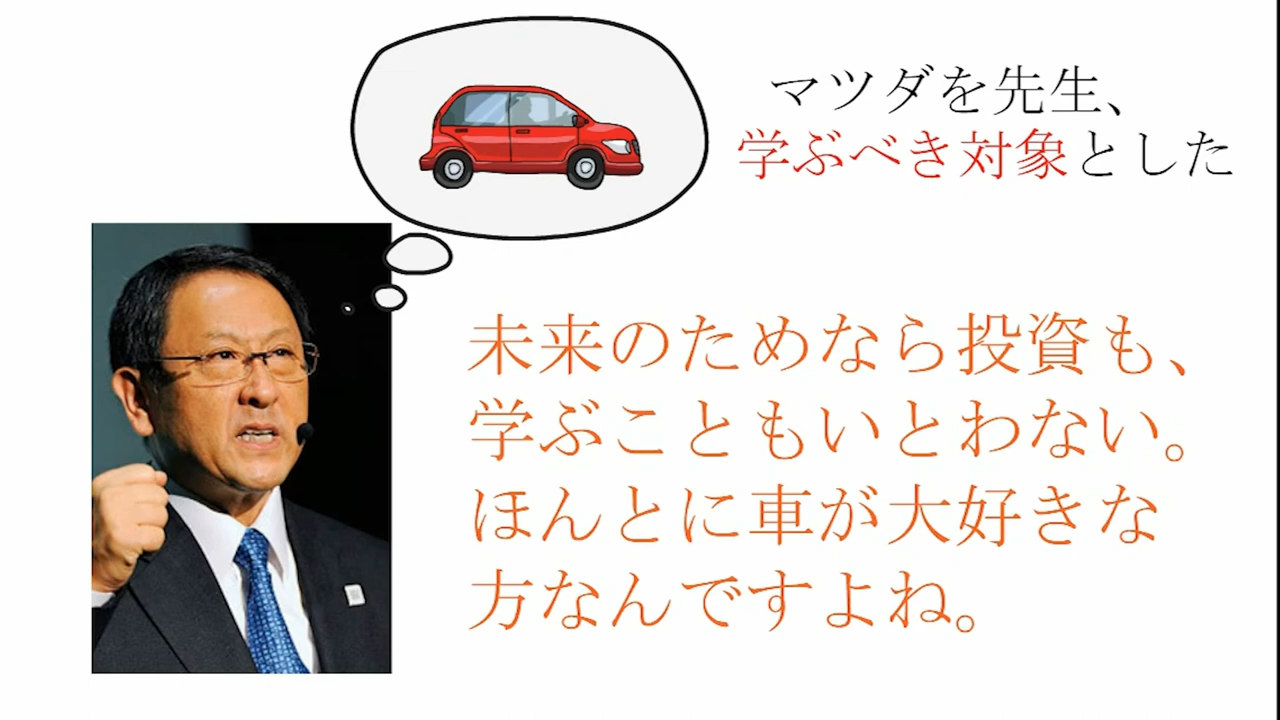 マツダを先生、
学ぶべき対象とした
未来のためなら投資も、
学ぶこともいとわない。
ほんとに車が大好きな
方なんですよね。